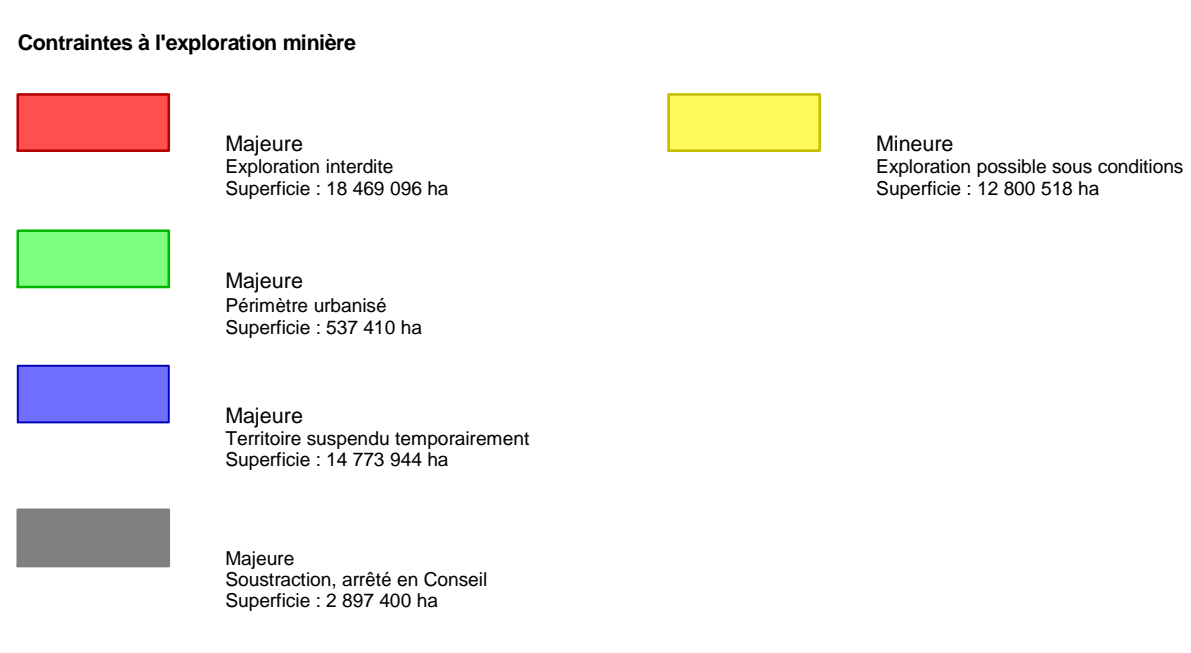 Contraintes à l'exploration minière
Majeure
Exploration interdite
Superficie : 18 469 096 ha
Mineure
Exploration possible sous conditions
Superficie : 12 800 518 ha
Majeure
Périmètre urbanisé
Superficie : 537 410 ha
Majeure
Territoire suspendu temporairement
Superficie : 14 773 944 ha
Majeure
Soustraction, arrêté en Conseil
Superficie : 2 897 400 ha